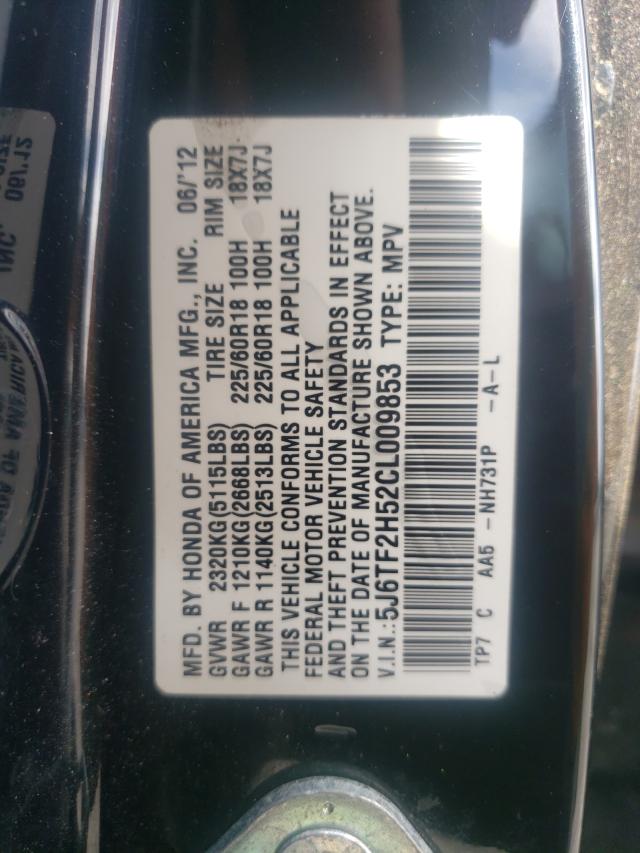 MFD. BY HONDA OF AMERICA MFG., INC. 06/12
GVWR 2320KG(5115LBS) TIRE SIZE RIM SIZE
GAWR F 1210KG(2668LBS) 225/60R18 100H 18X7J
GAWR R 1140KG(2513LBS) 225/60R18 100H 18X7J
THIS VEHICLE CONFORMS TO ALL APPLICABLE
FEDERAL MOTOR VEHICLE SAFETY
AND THEFT PREVENTION STANDARDS IN EFFECT
ON THE DATE OF MANUFACTURE SHOWN ABOVE.
V.I.N.:5J6TF2H52CL009853 TYPE: MPV
TP7 C AA5 -NH731P -A-L